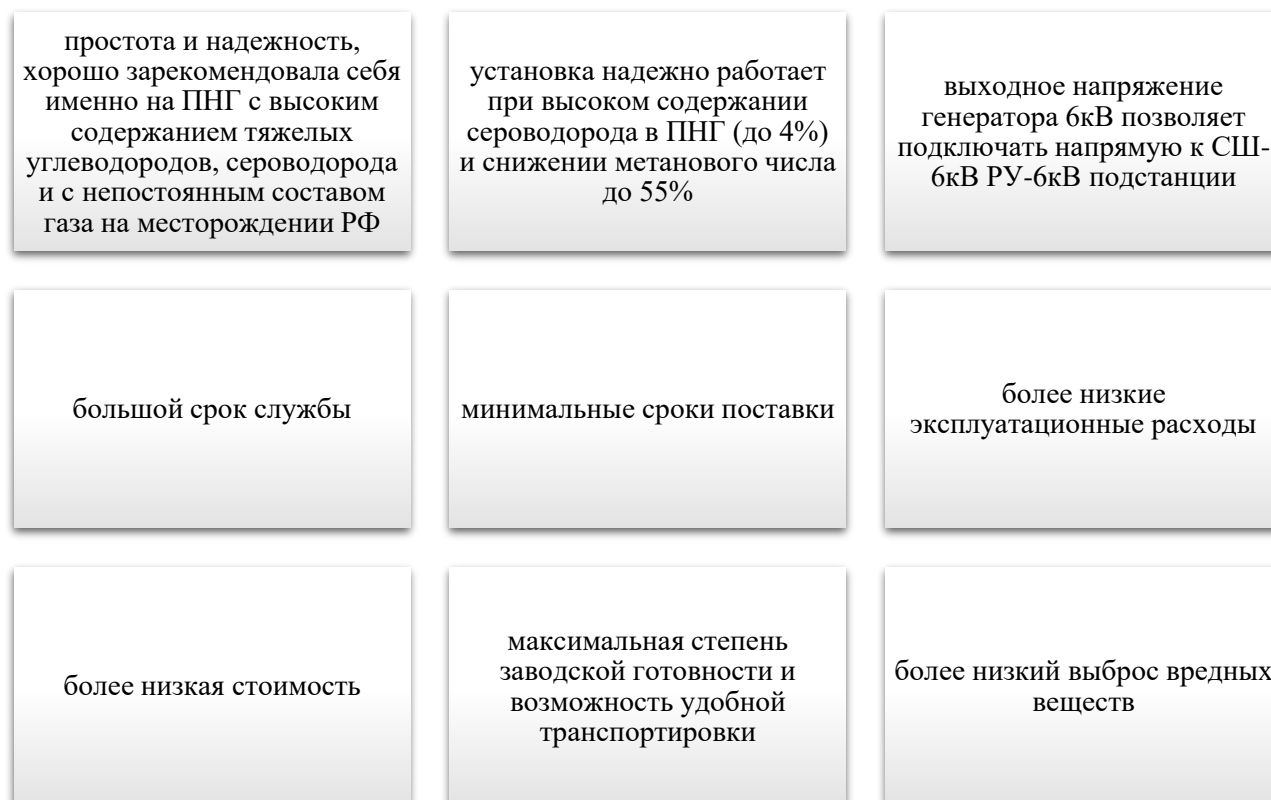 простота и надежность,
хорошо зарекомендовала себя
именно на ПНГ с высоким
содержанием тяжелых
углеводородов, сероводорода
и с непостоянным составом
газа на месторождении РФ
установка надежно работает
при высоком содержании
сероводорода в ПНГ (до 4%)
и снижении метанового числа
до 55%
выходное напряжение
генератора 6кВ позволяет
подключать напрямую к СШ-
6кВ РУ-6кВ подстанции
большой срок службы
минимальные сроки поставки
более низкие
эксплуатационные расходы
более низкая стоимость
максимальная степень
заводской готовности и
возможность удобной
транспортировки
более низкий выброс вредных
веществ